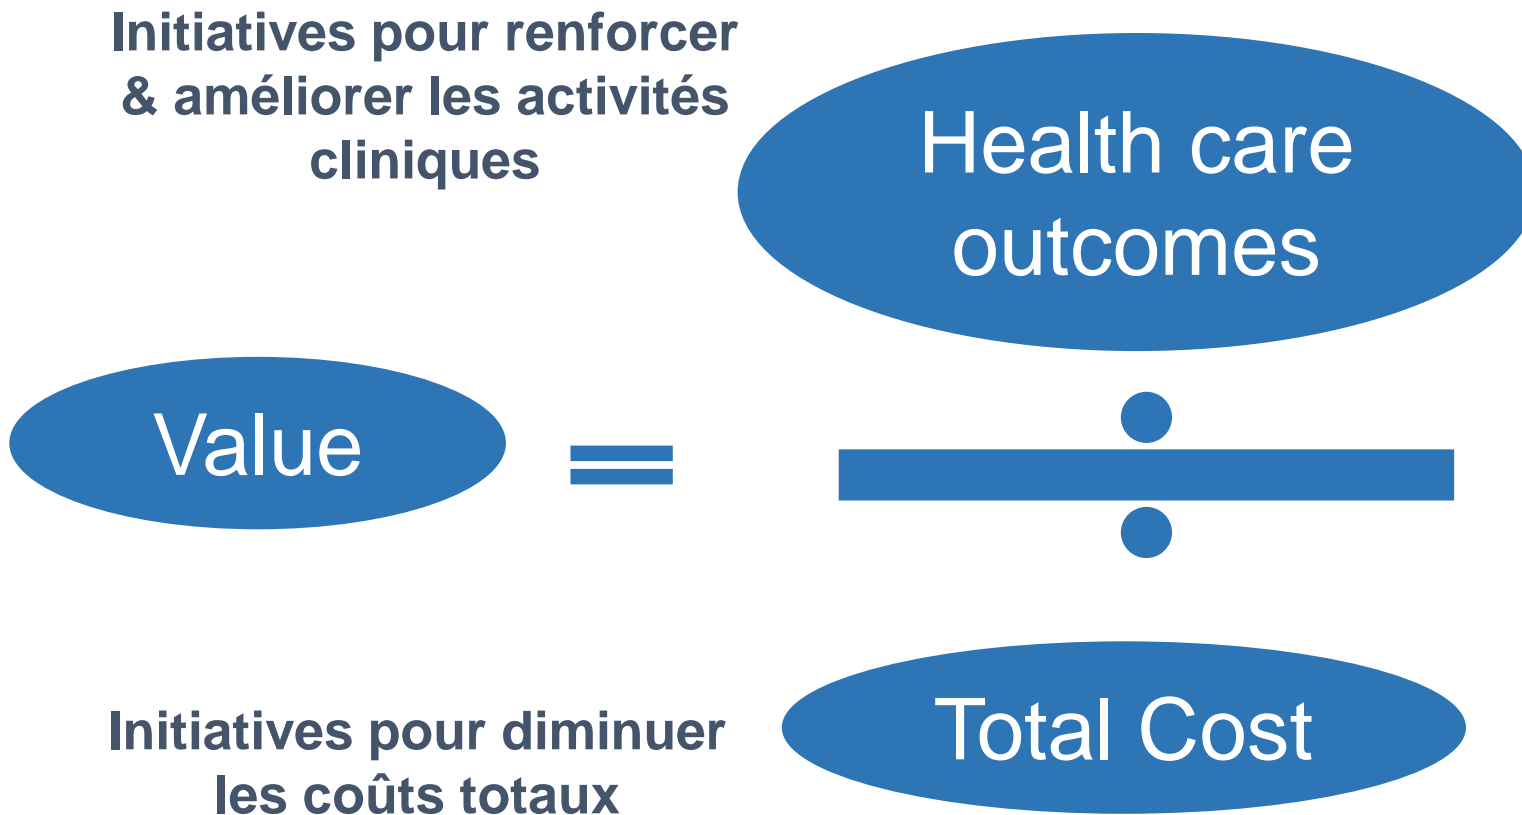 Initiatives pour renforcer
& améliorer les activités
cliniques
Health care
outcomes
Value
=
÷
Initiatives pour diminuer
les coûts totaux
Total Cost